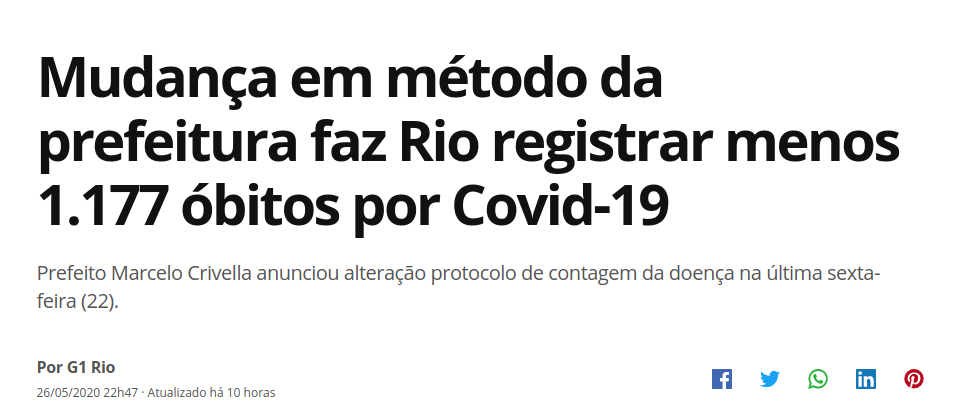 Mudança em método da
prefeitura faz Rio registrar menos
1.177 óbitos por Covid-19
Prefeito Marcelo Crivella anunciou alteração protocolo de contagem da doença na última sexta-
feira (22).
Por G1 Rio
26/05/2020 22h47 · Atualizado há 10 horas